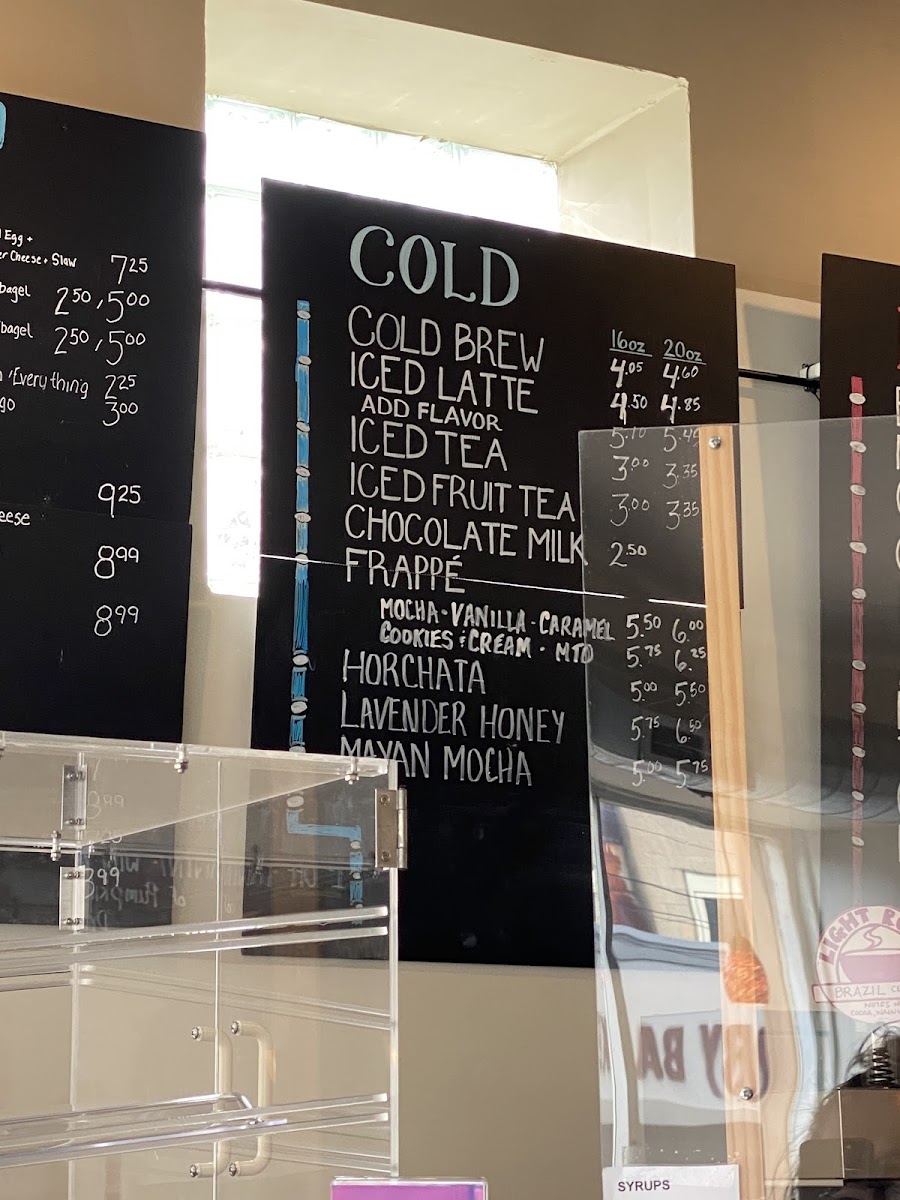 Egg +
Cheese + Slaw 7.25
bagel 2.50, 5.00
bagel 2.50, 5.00
Everything 2.25
3.00
9.25
8.99
8.99
COLD
16oz 20oz
COLD BREW 4.05 4.60
ICED LATTE 4.50 4.85
ADD FLAVOR 5.10 5.45
ICED TEA 3.00 3.35
ICED FRUIT TEA 3.00 3.35
CHOCOLATE MILK 2.50
FRAPPÉ
MOCHA - VANILLA - CARAMEL 5.50 6.00
COOKIES & CREAM - MTD 5.75 6.25
HORCHATA 5.00 5.50
LAVENDER HONEY 5.75 6.50
MAYAN MOCHA 5.00 5.75
LIGHT
BRAZIL
SYRUPS